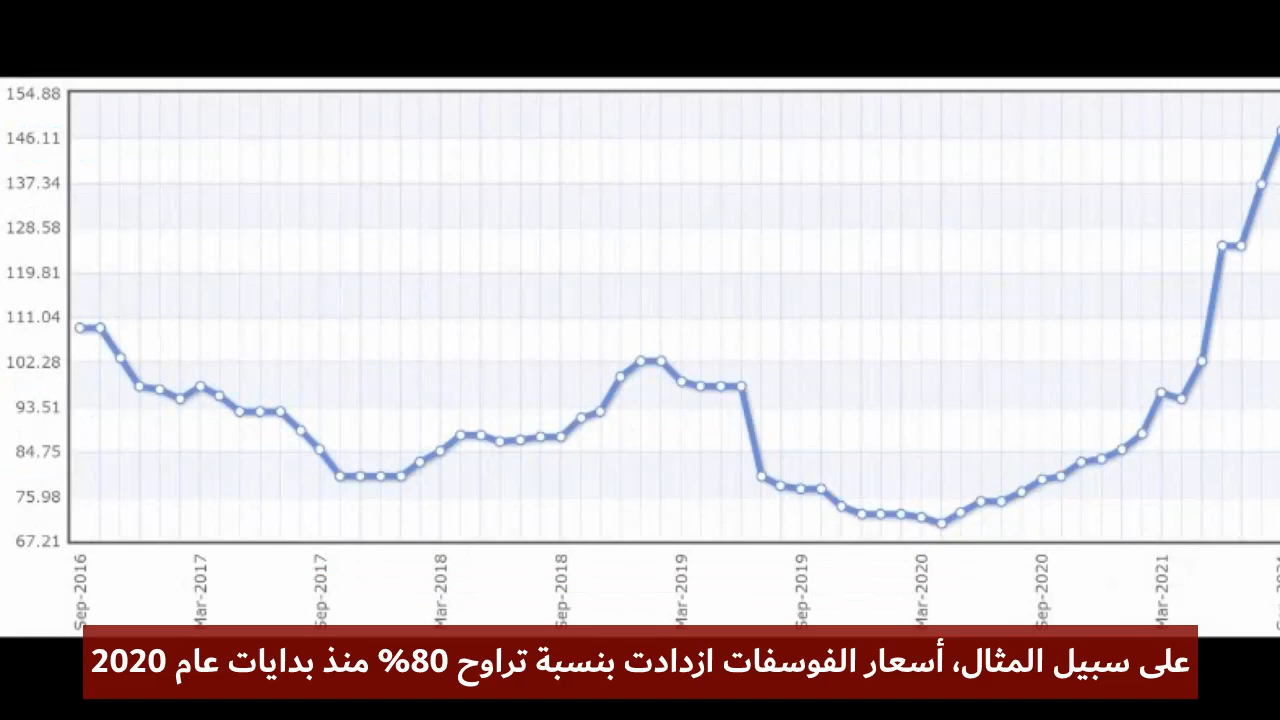 154.88
146.11
137.34
128.58
119.81
111.04
102.28
93.51
84.75
75.98
67.21
Sep-2016
Mar-2017
Sep-2017
Mar-2018
Sep-2018
Mar-2019
Sep-2019
Mar-2020
Sep-2020
Mar-2021
على سبيل المثال، أسعار الفوسفات ازدادت بنسبة تراوح 80% منذ بدايات عام 2020